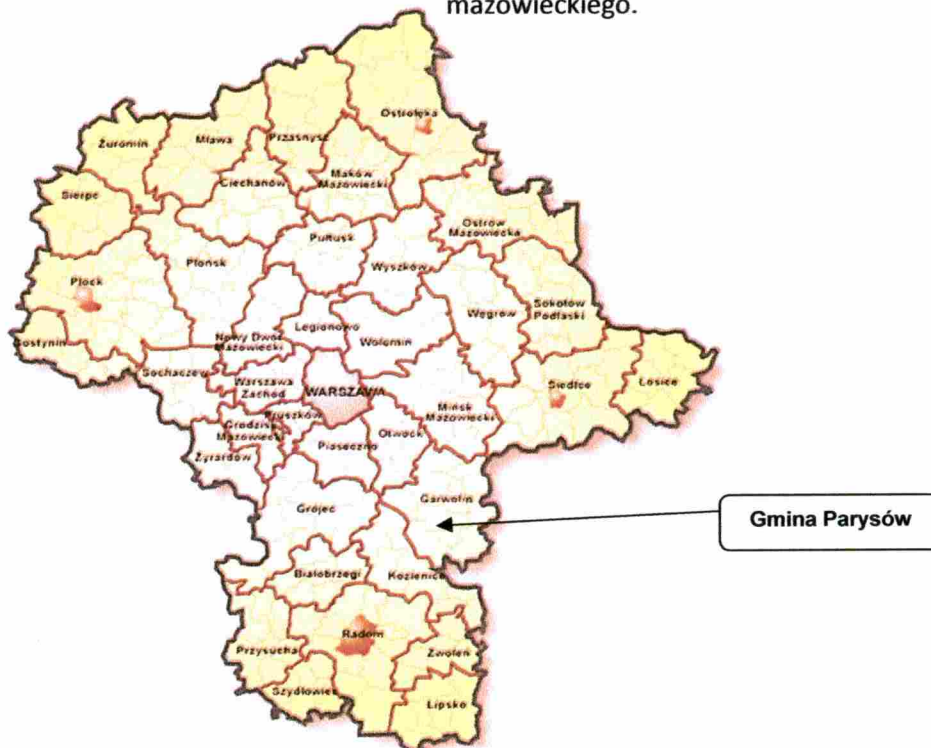 mazowieckiego.
Ostrołęka
Żuromin
Mława
Przasnysz
Maków
Mazowiecki
Ciechanów
Sierpc
Ostrów
Mazowiecka
Pułtusk
Płońsk
Wyszków
Płock
Sokołów
Podlaski
Węgrów
Legionowo
Nowy Dwór
Mazowiecki
Wołomin
Gostynin
Sochaczew
Warszawa
Zachód
WARSZAWA
Siedlce
Łosice
Mińsk
Mazowiecki
Pruszków
Grodzisk
Mazowiecki
Otwock
Piaseczno
Żyrardów
Garwolin
Grójec
Gmina Parysów
Białobrzegi
Kozienice
Radom
Przysucha
Zwoleń
Szydłowiec
Lipsko